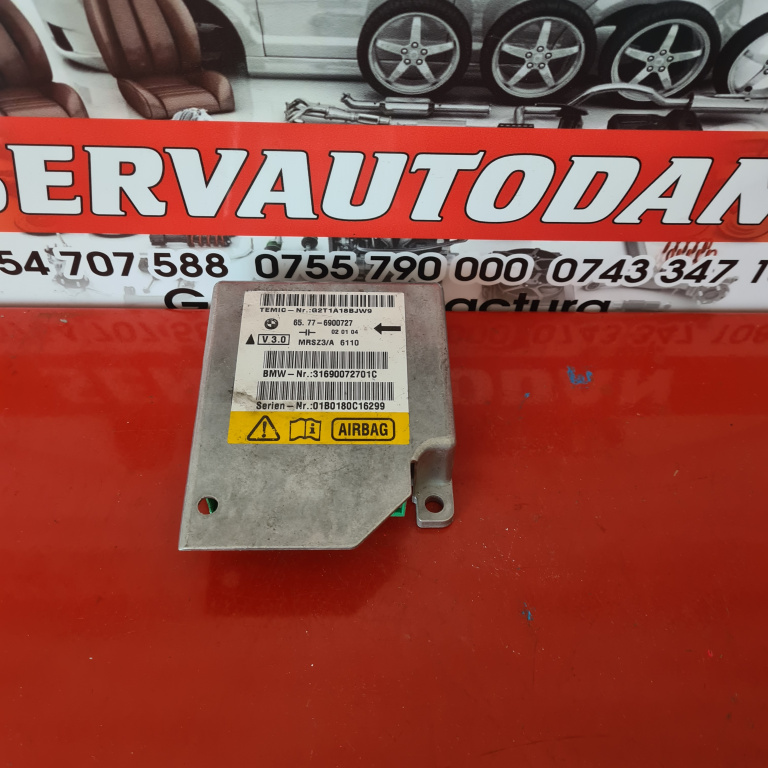 SERVAUTODAN
54 707 588 0755 790 000 0743 347 1
TEMIC-Nr.:G2T1A16BJW9
65.77-6900727
02 01 04
V 3.0 MRSZ3/A 6110
BMW-Nr.:31690072701C
Serien-Nr.:01B0180C16299
AIRBAG